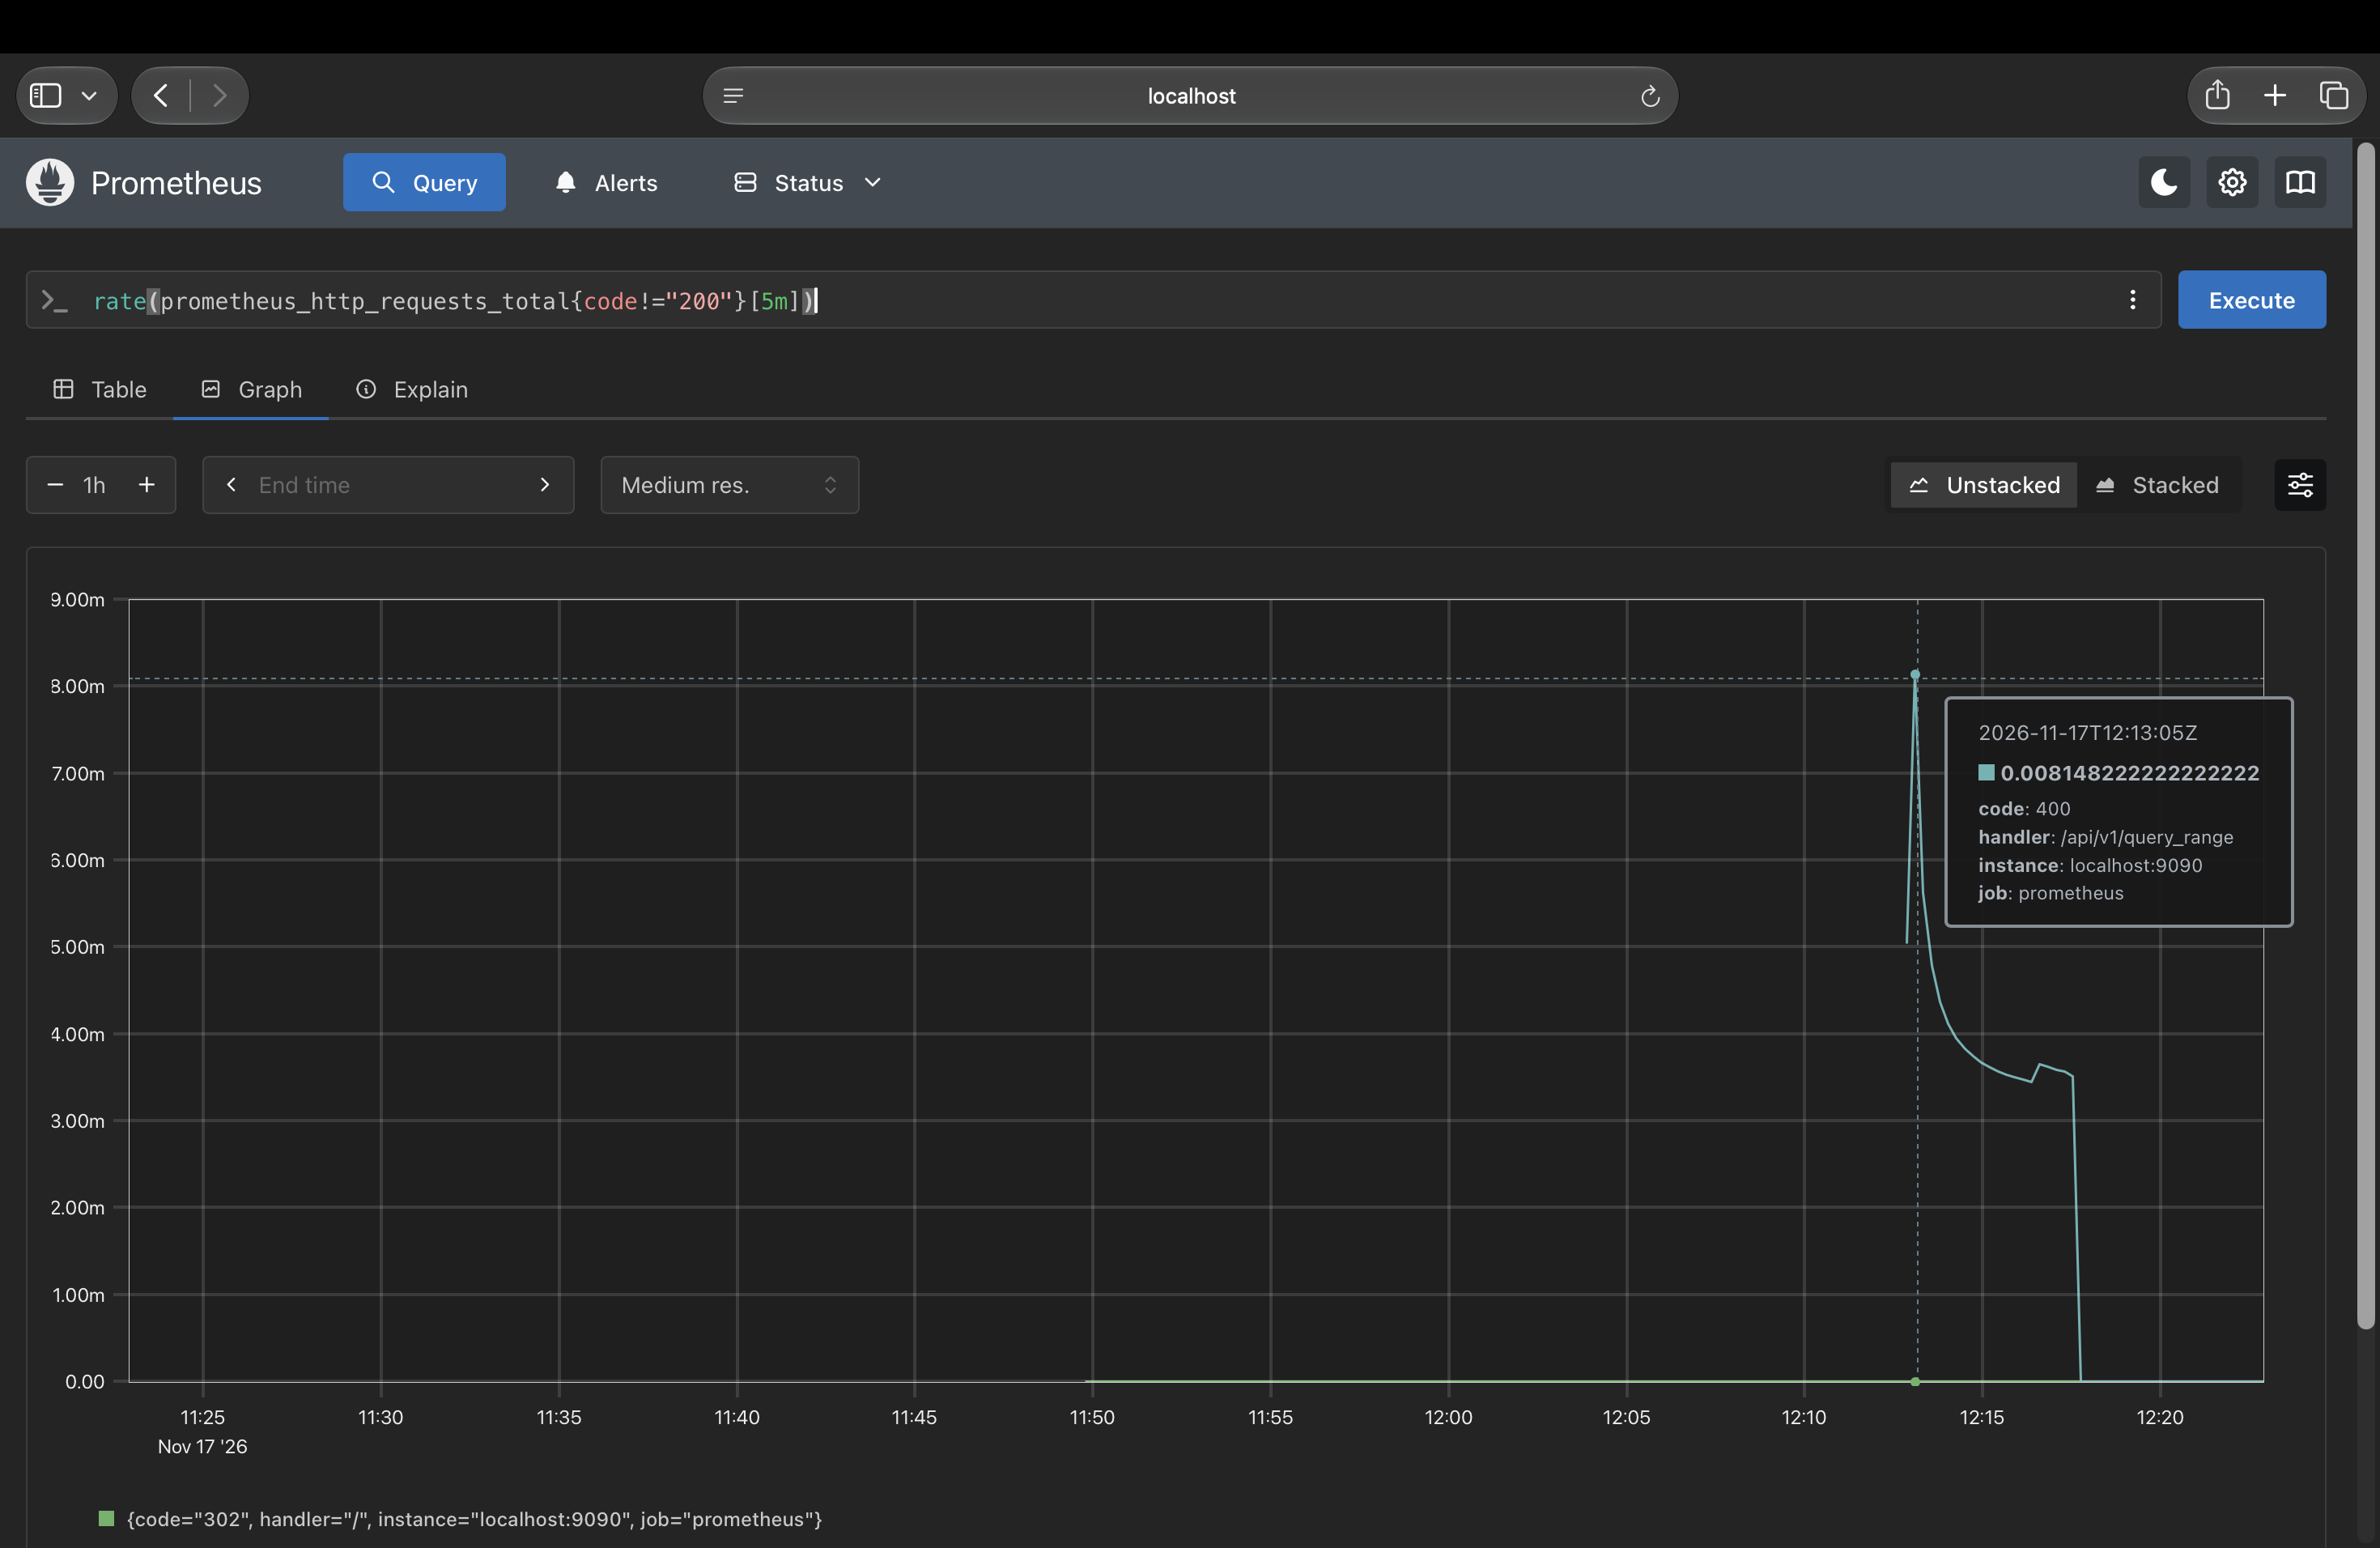 localhost
Prometheus
Query
Alerts
Status
rate(prometheus_http_requests_total{code!="200"}[5m])
Execute
Table
Graph
Explain
1h
End time
Medium res.
Unstacked
Stacked
9.00m
8.00m
7.00m
6.00m
5.00m
4.00m
3.00m
2.00m
1.00m
0.00
2026-11-17T12:13:05Z
0.008148222222222222
code: 400
handler: /api/v1/query_range
instance: localhost:9090
job: prometheus
11:25 11:30 11:35 11:40 11:45 11:50 11:55 12:00 12:05 12:10 12:15 12:20
Nov 17 '26
{code="302", handler="/", instance="localhost:9090", job="prometheus"}